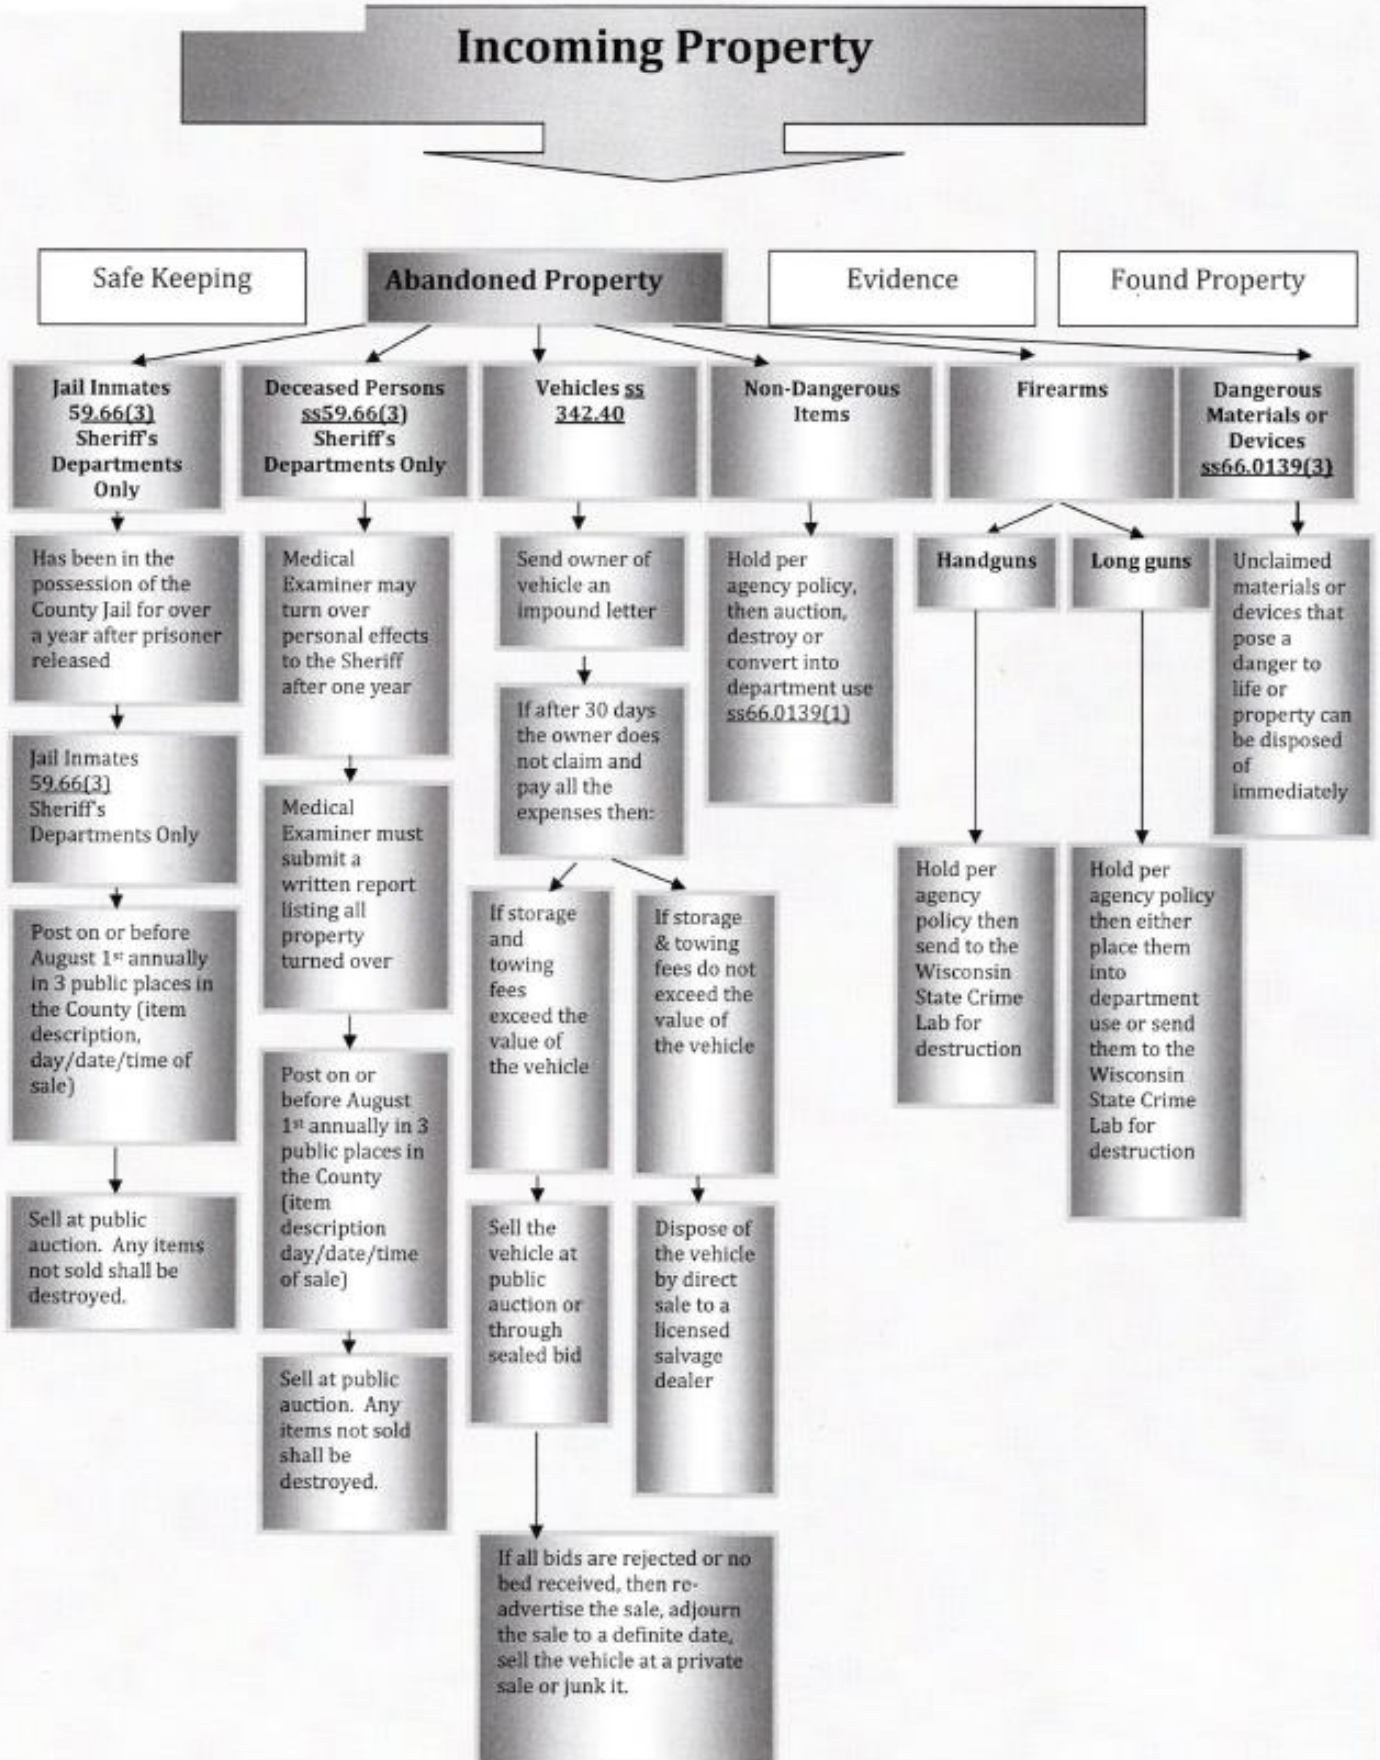 Incoming Property
Safe Keeping
Abandoned Property
Evidence
Found Property
Jail Inmates
59.66(3)
Sheriff's
Departments
Only
Has been in the
possession of the
County Jail for over
a year after prisoner
released
Jail Inmates
59.66(3)
Sheriff's
Departments Only
Post on or before
August 1st annually
in 3 public places in
the County (item
description,
day/date/time of
sale)
Sell at public
auction. Any items
not sold shall be
destroyed.
Deceased Persons
ss59.66(3)
Sheriff's
Departments Only
Medical
Examiner may
turn over
personal effects
to the Sheriff
after one year
Medical
Examiner must
submit a
written report
listing all
property
turned over
Post on or
before August
1st annually in 3
public places in
the County
(item
description
day/date/time
of sale)
Sell at public
auction. Any
items not sold
shall be
destroyed.
Vehicles ss
342.40
Send owner of
vehicle an
impound letter
If after 30 days
the owner does
not claim and
pay all the
expenses then:
If storage
and
towing
fees
exceed the
value of
the vehicle
Sell the
vehicle at
public
auction or
through
sealed bid
If all bids are rejected or no
bed received, then re-
advertise the sale, adjourn
the sale to a definite date,
sell the vehicle at a private
sale or junk it.
If storage
& towing
fees do not
exceed the
value of
the vehicle
Dispose of
the vehicle
by direct
sale to a
licensed
salvage
dealer
Non-Dangerous
Items
Hold per
agency policy,
then auction,
destroy or
convert into
department use
ss66.0139(1)
Firearms
Handguns
Hold per
agency
policy then
send to the
Wisconsin
State Crime
Lab for
destruction
Long guns
Hold per
agency policy
then either
place them
into
department
use or send
them to the
Wisconsin
State Crime
Lab for
destruction
Dangerous
Materials or
Devices
ss66.0139(3)
Unclaimed
materials or
devices that
pose a
danger to
life or
property can
be disposed
of
immediately